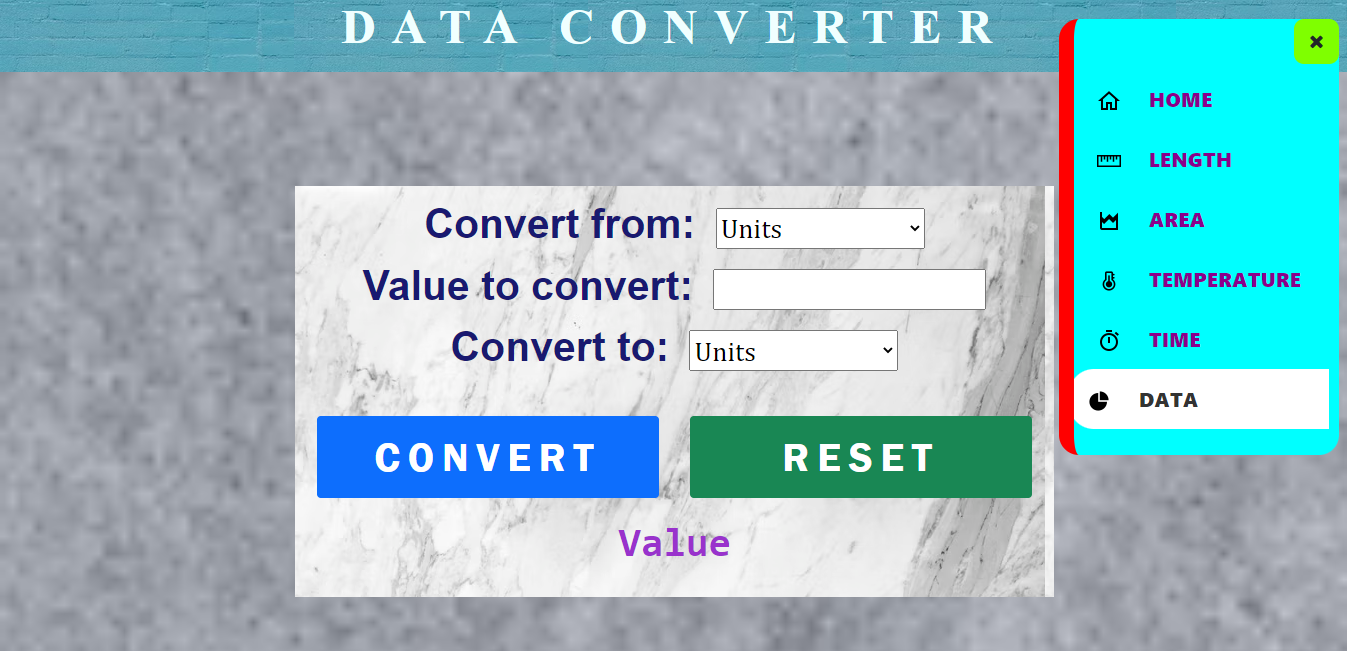 DATA CONVERTER
HOME
LENGTH
AREA
TEMPERATURE
TIME
DATA
Convert from: Units
Value to convert:
Convert to: Units
CONVERT RESET
Value